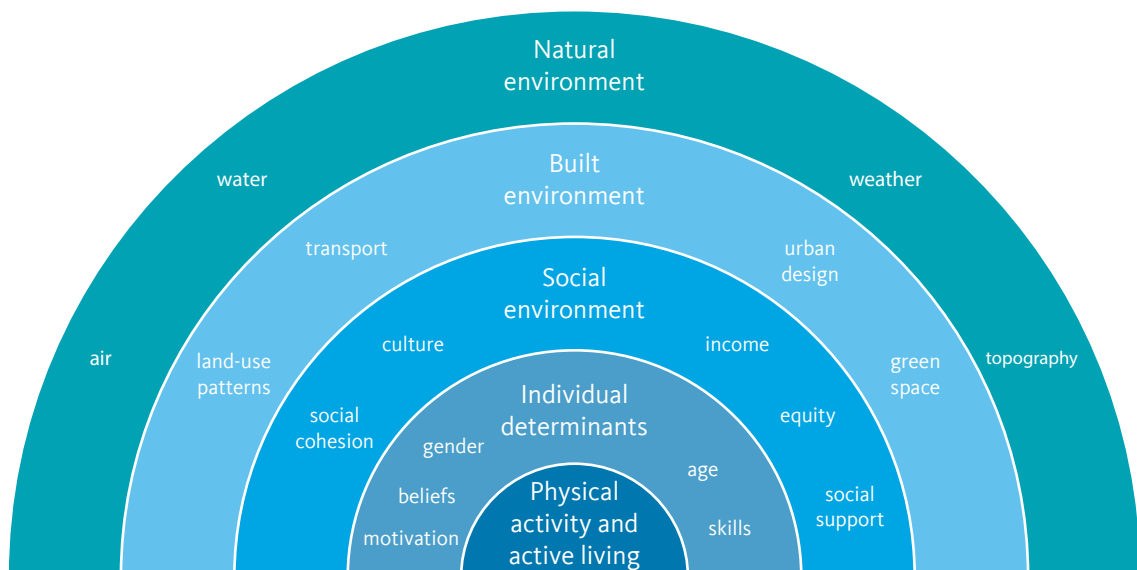 Natural
environment
water
weather
air
topography
Built
environment
transport
urban
design
land-use
patterns
green
space
Social
environment
culture
income
social
cohesion
equity
social
support
Individual
determinants
gender
age
beliefs
skills
motivation
Physical
activity and
active living